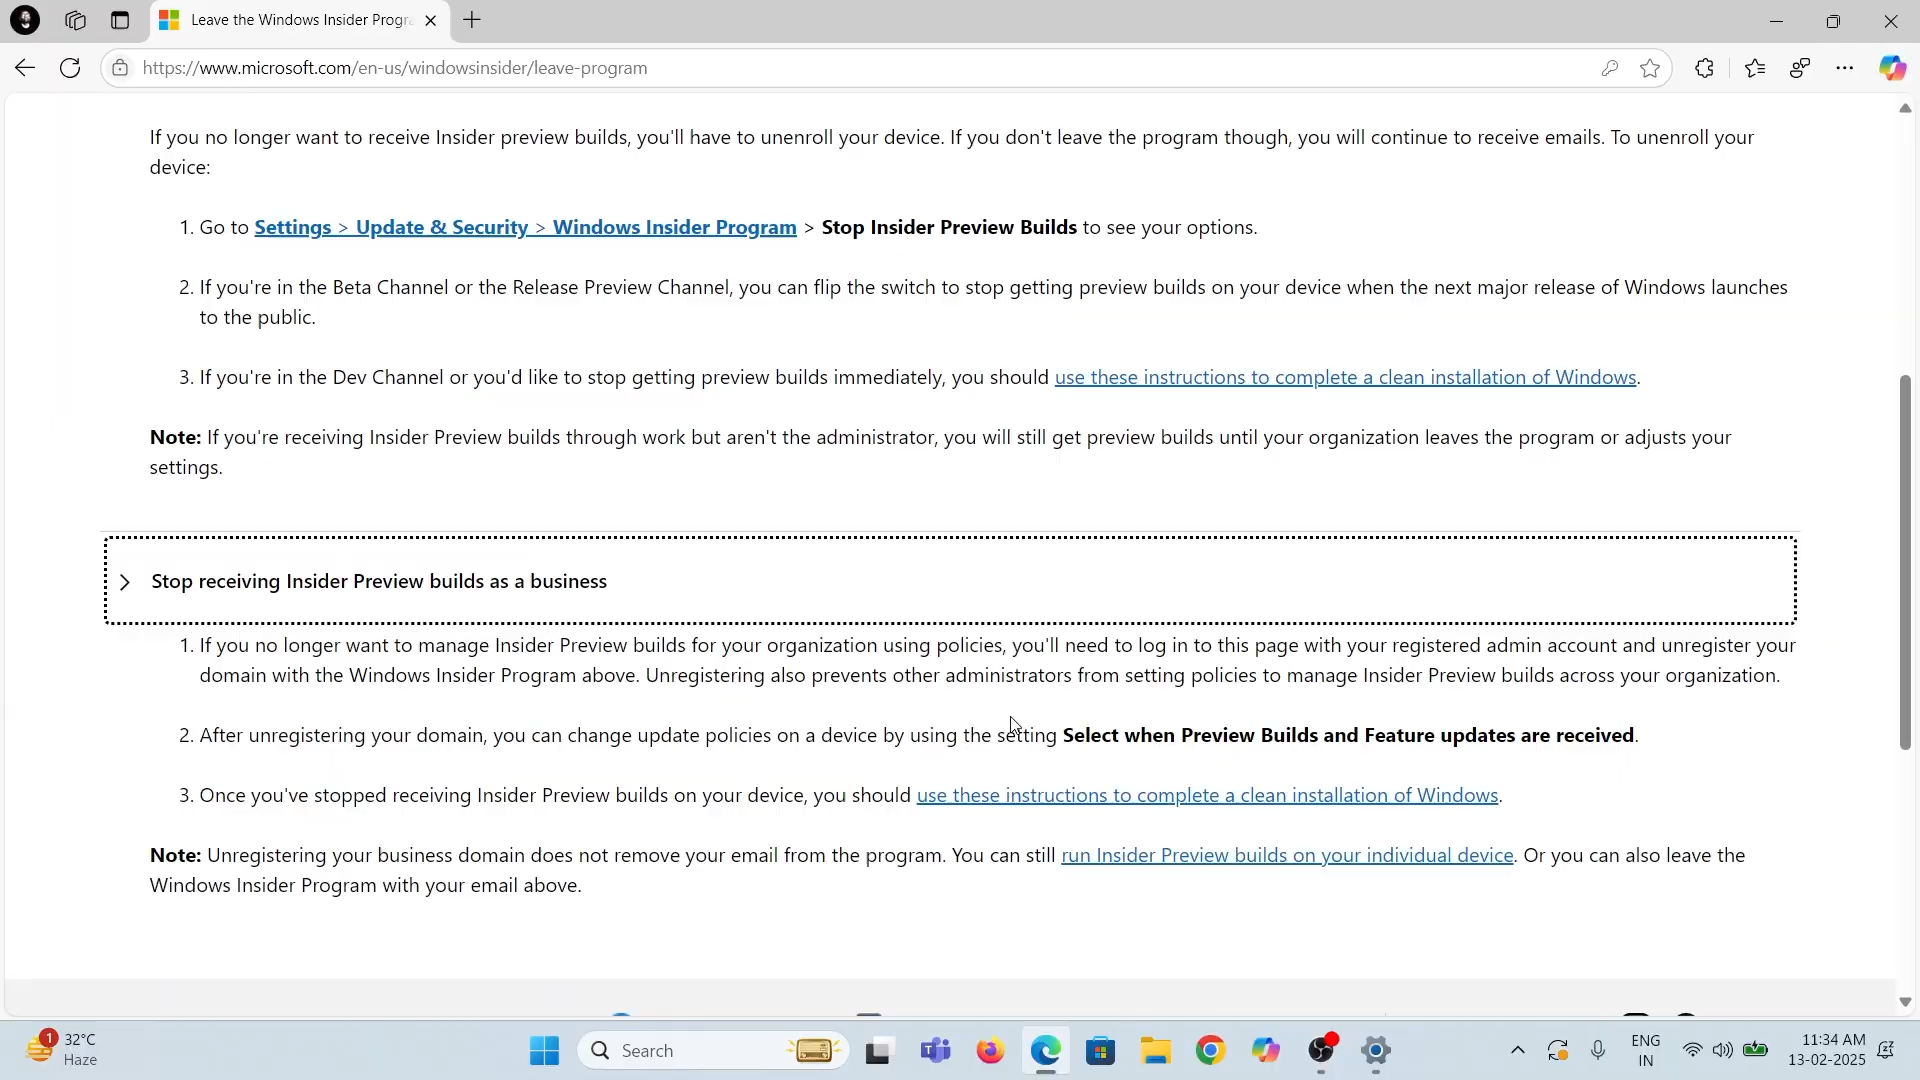 Leave the Windows Insider Progr
https://www.microsoft.com/en-us/windowsinsider/leave-program
If you no longer want to receive Insider preview builds, you'll have to unenroll your device. If you don't leave the program though, you will continue to receive emails. To unenroll your
device:
1. Go to Settings > Update & Security > Windows Insider Program > Stop Insider Preview Builds to see your options.
2. If you're in the Beta Channel or the Release Preview Channel, you can flip the switch to stop getting preview builds on your device when the next major release of Windows launches
to the public.
3. If you're in the Dev Channel or you'd like to stop getting preview builds immediately, you should use these instructions to complete a clean installation of Windows.
Note: If you're receiving Insider Preview builds through work but aren't the administrator, you will still get preview builds until your organization leaves the program or adjusts your
settings.
Stop receiving Insider Preview builds as a business
1. If you no longer want to manage Insider Preview builds for your organization using policies, you'll need to log in to this page with your registered admin account and unregister your
domain with the Windows Insider Program above. Unregistering also prevents other administrators from setting policies to manage Insider Preview builds across your organization.
2. After unregistering your domain, you can change update policies on a device by using the setting Select when Preview Builds and Feature updates are received.
3. Once you've stopped receiving Insider Preview builds on your device, you should use these instructions to complete a clean installation of Windows.
Note: Unregistering your business domain does not remove your email from the program. You can still run Insider Preview builds on your individual device. Or you can also leave the
Windows Insider Program with your email above.
1
32°C
Haze
Search
ENG
IN
11:34 AM
13-02-2025